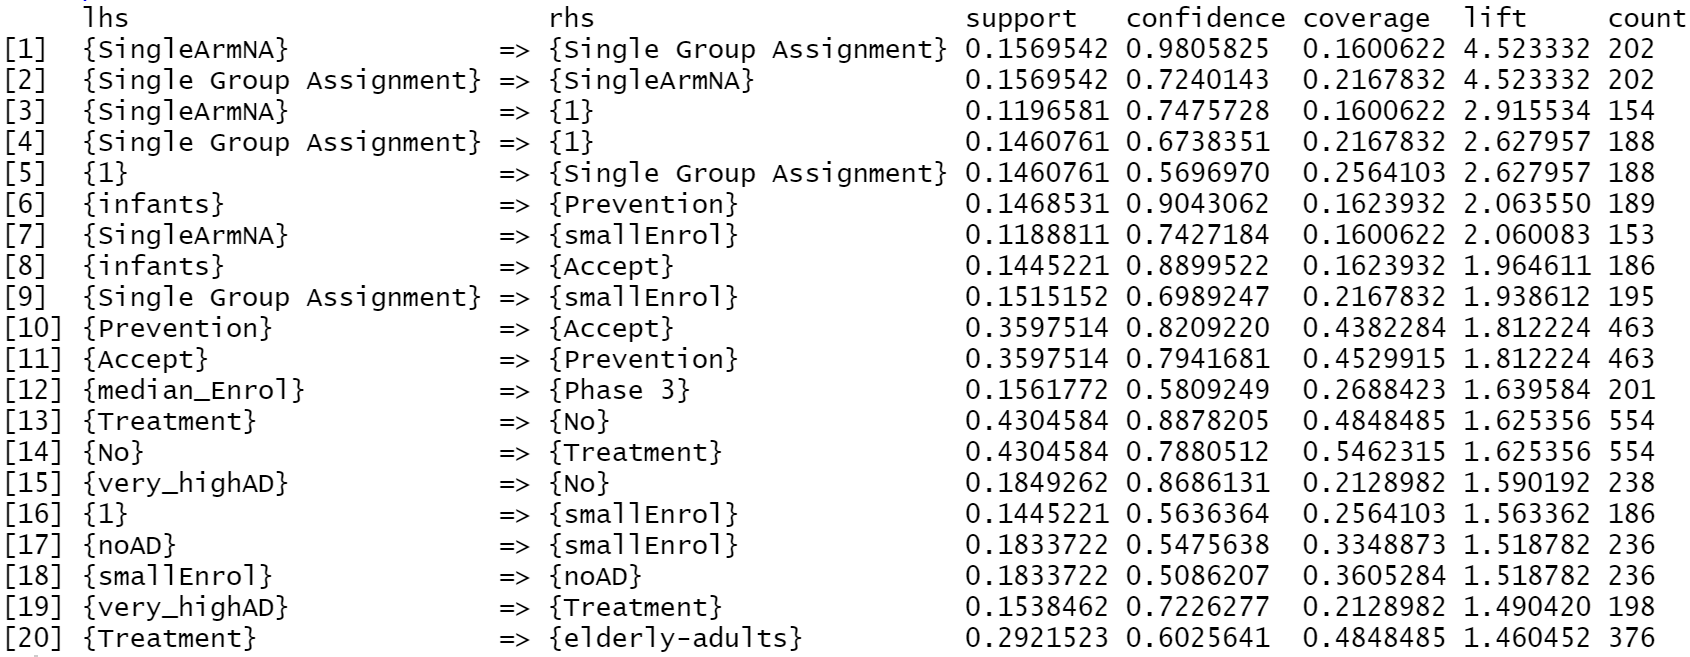 lhs rhs support confidence coverage lift count
[1] {SingleArmNA} => {Single Group Assignment} 0.1569542 0.9805825 0.1600622 4.523332 202
[2] {Single Group Assignment} => {SingleArmNA} 0.1569542 0.7240143 0.2167832 4.523332 202
[3] {SingleArmNA} => {1} 0.1196581 0.7475728 0.1600622 2.915534 154
[4] {Single Group Assignment} => {1} 0.1460761 0.6738351 0.2167832 2.627957 188
[5] {1} => {Single Group Assignment} 0.1460761 0.5696970 0.2564103 2.627957 188
[6] {infants} => {Prevention} 0.1468531 0.9043062 0.1623932 2.063550 189
[7] {SingleArmNA} => {smallEnrol} 0.1188811 0.7427184 0.1600622 2.060083 153
[8] {infants} => {Accept} 0.1445221 0.8899522 0.1623932 1.964611 186
[9] {Single Group Assignment} => {smallEnrol} 0.1515152 0.6989247 0.2167832 1.938612 195
[10] {Prevention} => {Accept} 0.3597514 0.8209220 0.4382284 1.812224 463
[11] {Accept} => {Prevention} 0.3597514 0.7941681 0.4529915 1.812224 463
[12] {median_Enrol} => {Phase 3} 0.1561772 0.5809249 0.2688423 1.639584 201
[13] {Treatment} => {No} 0.4304584 0.8878205 0.4848485 1.625356 554
[14] {No} => {Treatment} 0.4304584 0.7880512 0.5462315 1.625356 554
[15] {very_highAD} => {No} 0.1849262 0.8686131 0.2128982 1.590192 238
[16] {1} => {smallEnrol} 0.1445221 0.5636364 0.2564103 1.563362 186
[17] {noAD} => {smallEnrol} 0.1833722 0.5475638 0.3348873 1.518782 236
[18] {smallEnrol} => {noAD} 0.1833722 0.5086207 0.3605284 1.518782 236
[19] {very_highAD} => {Treatment} 0.1538462 0.7226277 0.2128982 1.490420 198
[20] {Treatment} => {elderly-adults} 0.2921523 0.6025641 0.4848485 1.460452 376